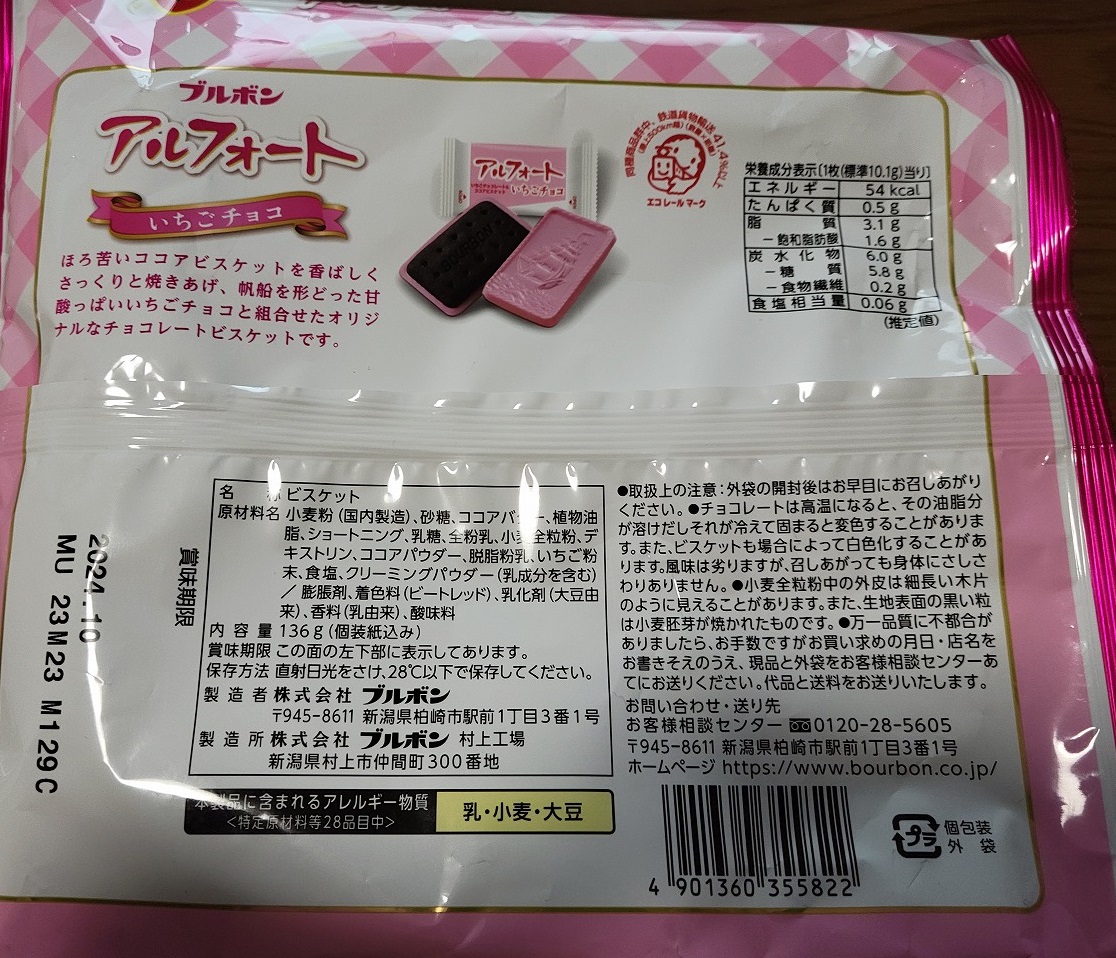 ブルボン
アルフォート
いちごチョコ
ほろ苦いココアビスケットを香ばしく
さっくりと焼きあげ、帆船を形どった甘
酸っぱいいちごチョコと組合せたオリジ
ナルなチョコレートビスケットです。
アルフォート
いちごチョコ
BOURBON
同種商品群中、鉄道貨物輸送41.4%以上
(陸上500km超)(数量×距離)
エコレールマーク
栄養成分表示〔1枚(標準10.1g)当り〕
エネルギー 54 kcal
たんぱく質 0.5 g
脂質 3.1 g
－飽和脂肪酸 1.6 g
炭水化物 6.0 g
－糖質 5.8 g
－食物繊維 0.2 g
食塩相当量 0.06 g
(推定値)
名称 ビスケット
原材料名 小麦粉(国内製造)、砂糖、ココアバター、植物油
脂、ショートニング、乳糖、全粉乳、小麦全粒粉、デ
キストリン、ココアパウダー、脱脂粉乳、いちご粉
末、食塩、クリーミングパウダー(乳成分を含む)
／膨脹剤、着色料(ビートレッド)、乳化剤(大豆由
来)、香料(乳由来)、酸味料
内容量 136g(個装紙込み)
賞味期限 この面の左下部に表示してあります。
保存方法 直射日光をさけ、28℃以下で保存してください。
製造者 株式会社 ブルボン
〒945-8611 新潟県柏崎市駅前1丁目3番1号
製造所 株式会社 ブルボン 村上工場
新潟県村上市仲間町300番地
本製品に含まれるアレルギー物質
<特定原材料等28品目中>
乳・小麦・大豆
賞味期限
2024.10
MU 23M23 M129C
●取扱上の注意:外袋の開封後はお早目にお召しあがり
ください。●チョコレートは高温になると、その油脂分
が溶けだしそれが冷えて固まると変色することがありま
す。また、ビスケットも場合によって白色化することがあ
ります。風味は劣りますが、召しあがっても身体にさしさ
わりありません。●小麦全粒粉中の外皮は細長い木片
のように見えることがあります。また、生地表面の黒い粒
は小麦胚芽が焼かれたものです。●万一品質に不都合が
ありましたら、お手数ですがお買い求めの月日・店名を
お書きそえのうえ、現品と外袋をお客様相談センターあ
てにお送りください。代品と送料をお送りいたします。
お問い合わせ・送り先
お客様相談センター 0120-28-5605
〒945-8611 新潟県柏崎市駅前1丁目3番1号
ホームページ https://www.bourbon.co.jp/
4 901360 355822
プラ
個包装
外袋